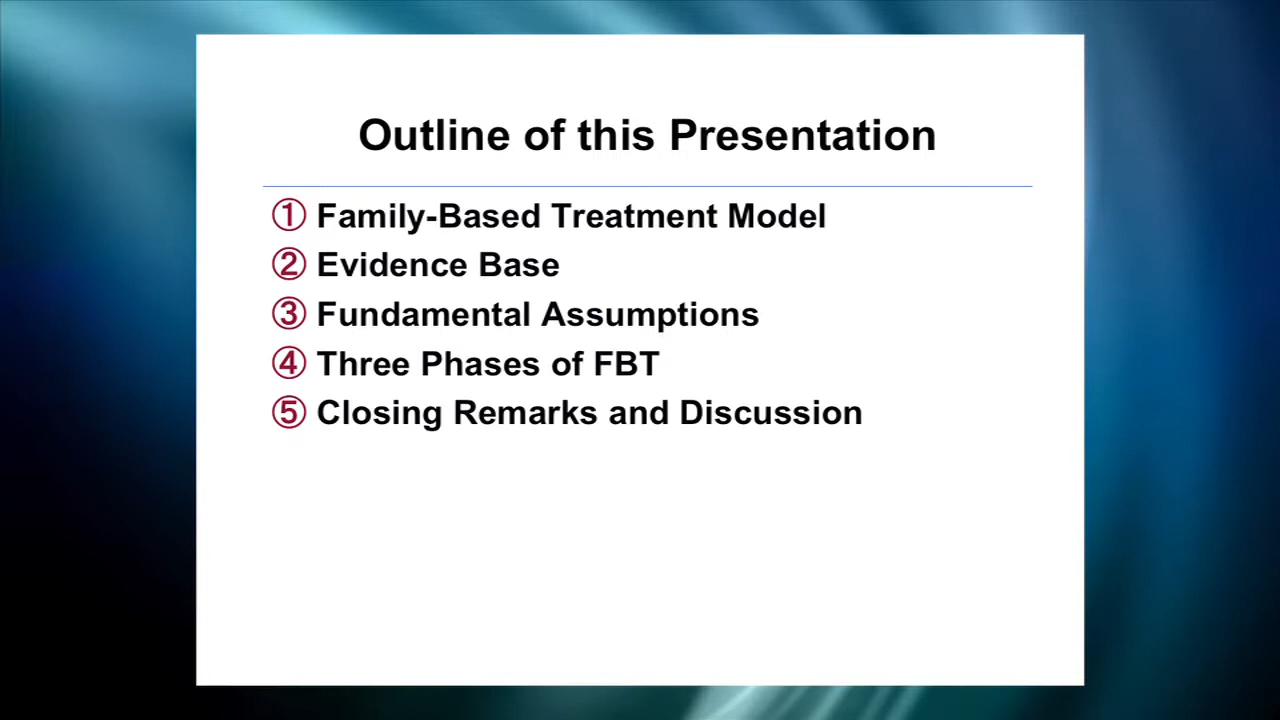 Outline of this Presentation
① Family-Based Treatment Model
② Evidence Base
③ Fundamental Assumptions
④ Three Phases of FBT
⑤ Closing Remarks and Discussion